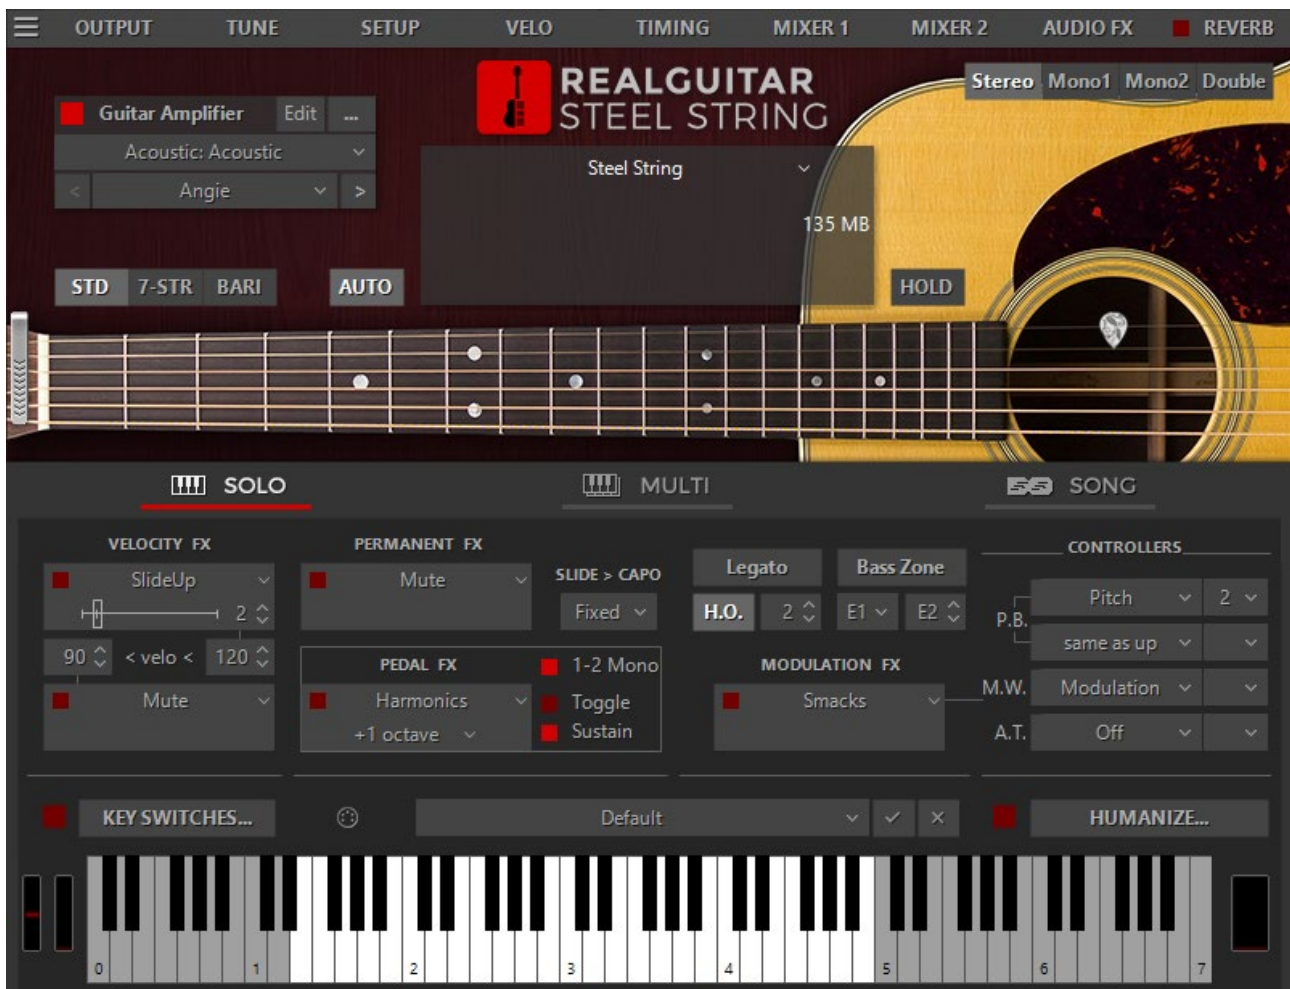 OUTPUT TUNE SETUP VELO TIMING MIXER 1 MIXER 2 AUDIO FX REVERB
REALGUITAR
STEEL STRING
Stereo Mono1 Mono2 Double
Guitar Amplifier Edit ...
Acoustic: Acoustic
< Angie >
Steel String
135 MB
STD 7-STR BARI AUTO HOLD
SOLO MULTI SONG
VELOCITY FX
SlideUp
2
90 < velo < 120
Mute
PERMANENT FX
Mute
SLIDE > CAPO
Fixed
PEDAL FX
Harmonics
+1 octave
1-2 Mono
Toggle
Sustain
Legato Bass Zone
H.O. 2 E1 E2
MODULATION FX
Smacks
CONTROLLERS
P.B. Pitch 2
same as up
M.W. Modulation
A.T. Off
KEY SWITCHES... Default HUMANIZE...
0 1 2 3 4 5 6 7